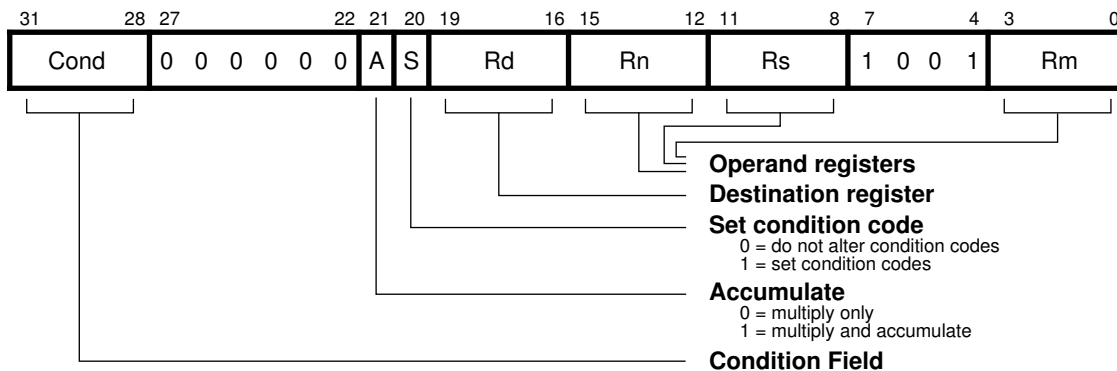 31 28 27 22 21 20 19 16 15 12 11 8 7 4 3 0
Cond 0 0 0 0 0 0 A S Rd Rn Rs 1 0 0 1 Rm
Operand registers
Destination register
Set condition code
0 = do not alter condition codes
1 = set condition codes
Accumulate
0 = multiply only
1 = multiply and accumulate
Condition Field